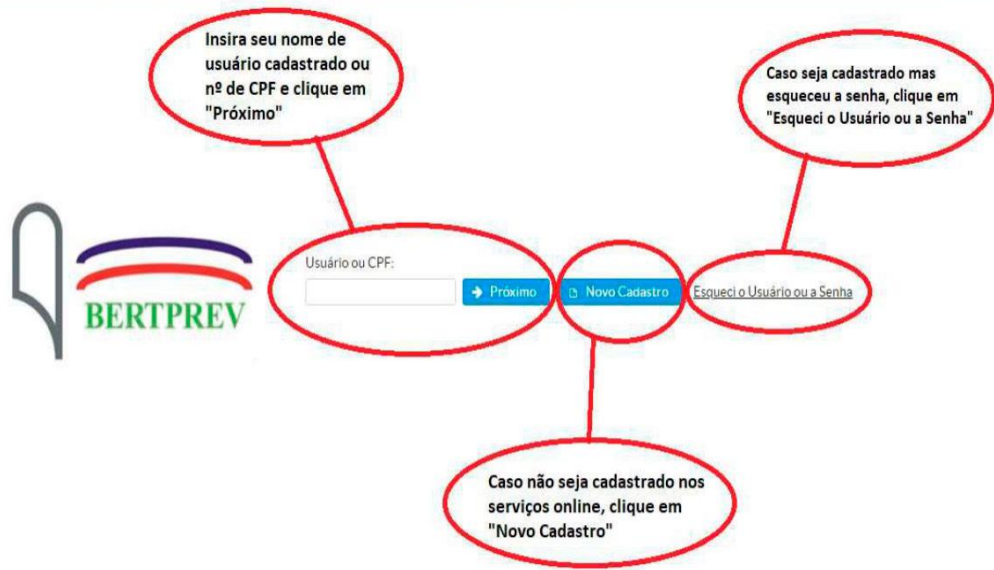 Insira seu nome de
usuário cadastrado ou
nº de CPF e clique em
"Próximo"
Caso seja cadastrado mas
esqueceu a senha, clique em
"Esqueci o Usuário ou a Senha"
BERTPREV
Usuário ou CPF:
Próximo
Novo Cadastro
Esqueci o Usuário ou a Senha
Caso não seja cadastrado nos
serviços online, clique em
"Novo Cadastro"